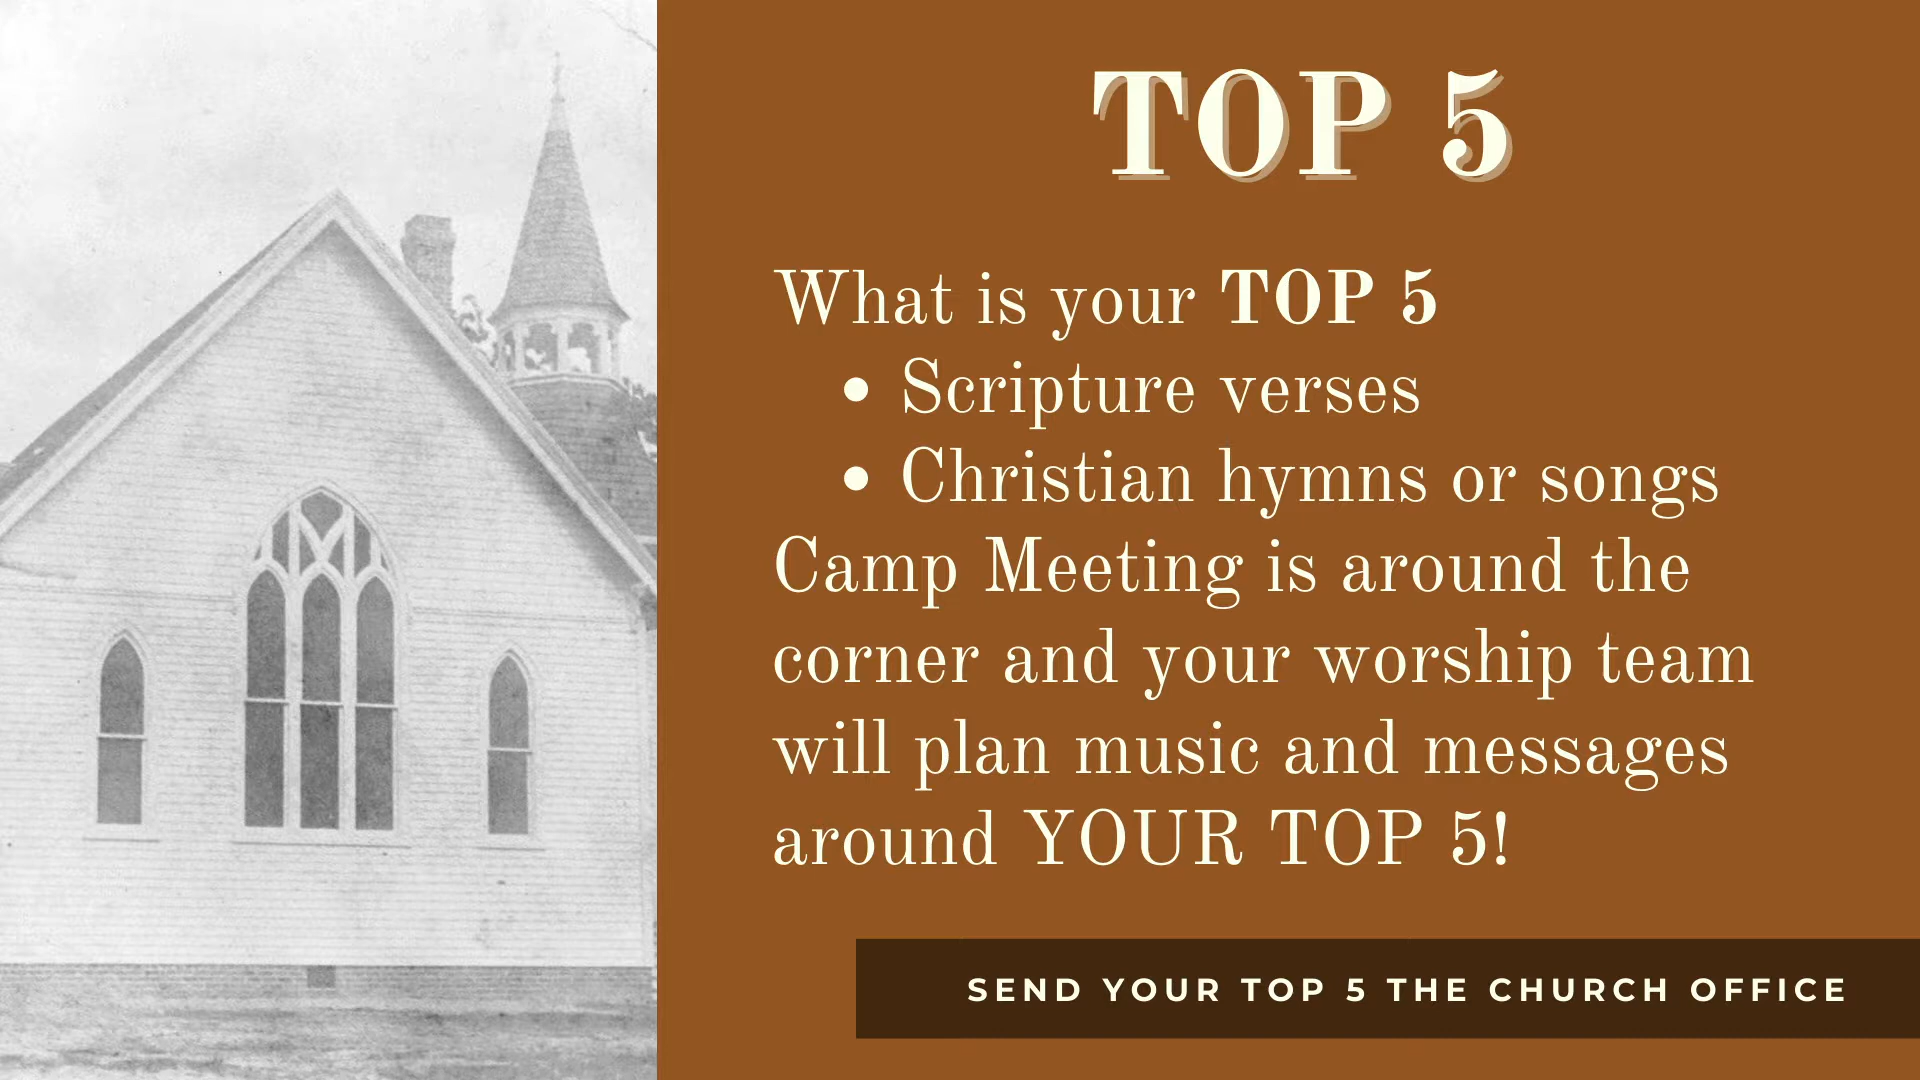 TOP 5
What is your TOP 5
• Scripture verses
• Christian hymns or songs
Camp Meeting is around the
corner and your worship team
will plan music and messages
around YOUR TOP 5!
SEND YOUR TOP 5 THE CHURCH OFFICE